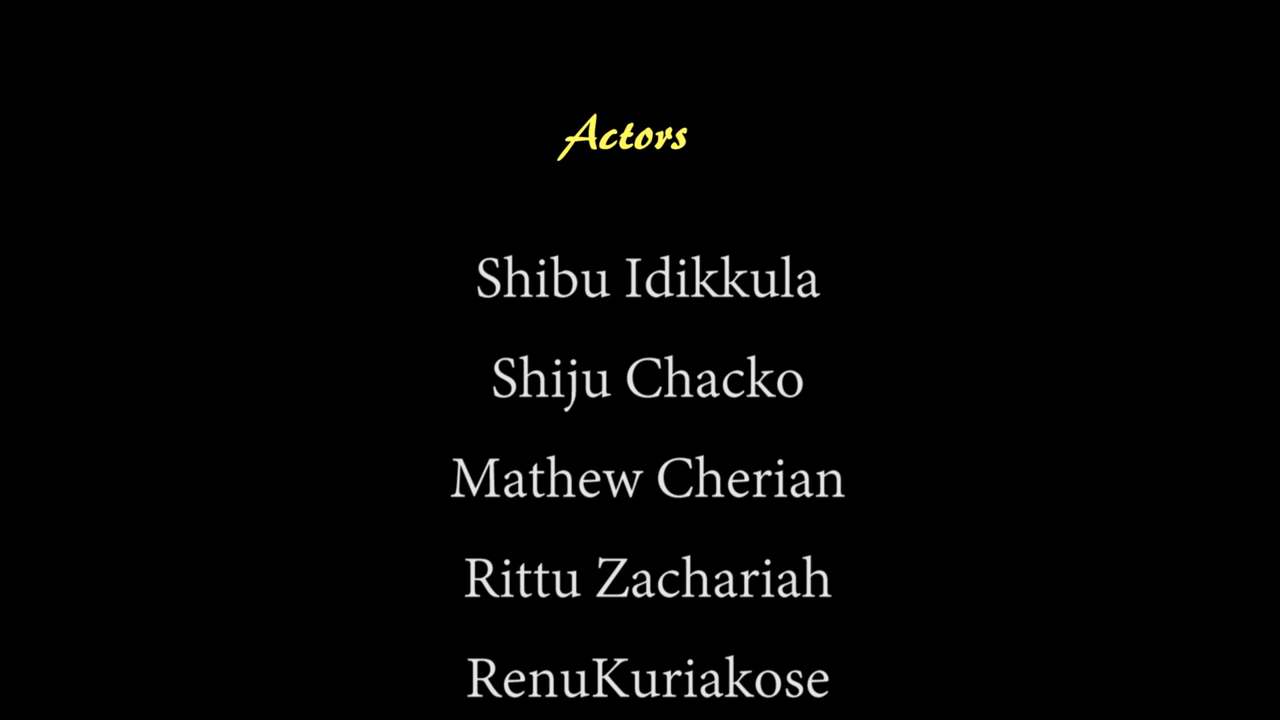 Actors
Shibu Idikkula
Shiju Chacko
Mathew Cherian
Rittu Zachariah
RenuKuriakose